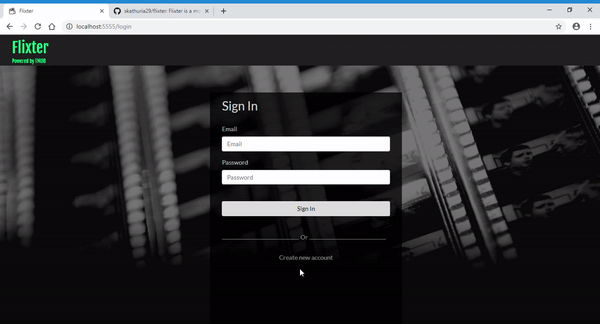 Flixter
skathuria29/flixter: Flixter is a mo
localhost:5555/login
Flixter
Powered by TMDB
Sign In
Email
Email
Password
Password
Sign In
Or
Create new account